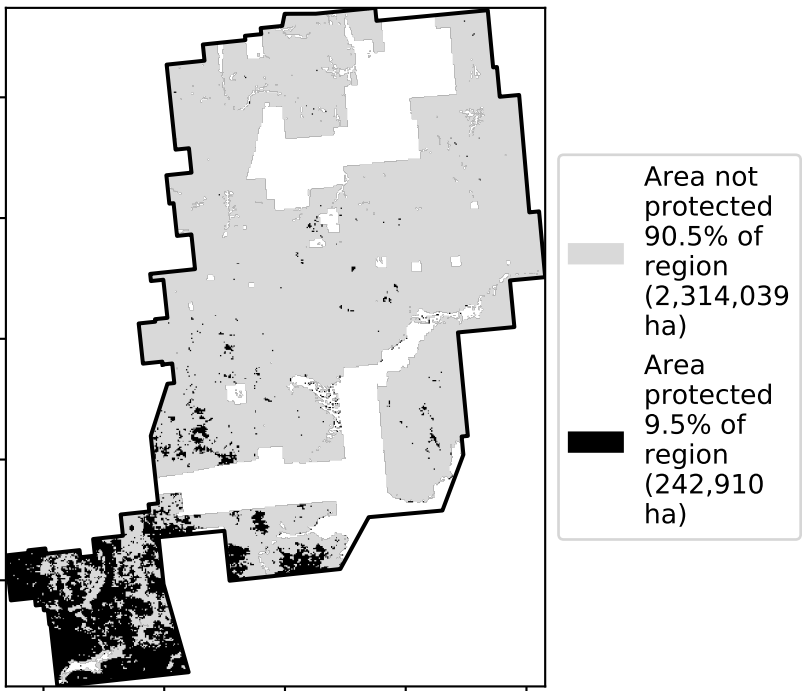 Area not
protected
90.5% of
region
(2,314,039
ha)
Area
protected
9.5% of
region
(242,910
ha)